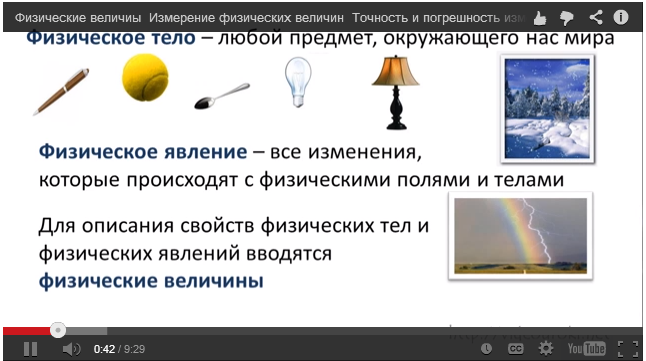 Физические величиы Измерение физических величин Точность и погрешность изм
Физическое тело – любой предмет, окружающего нас мира
Физическое явление – все изменения,
которые происходят с физическими полями и телами
Для описания свойств физических тел и
физических явлений вводятся
физические величины
0:42 / 9:29
CC
YouTube